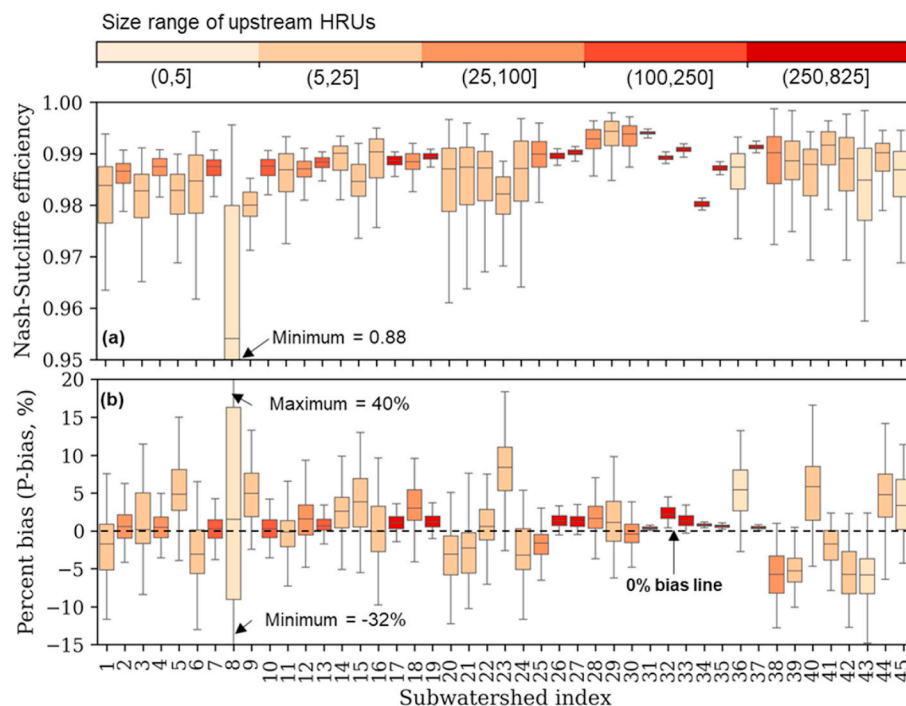 Size range of upstream HRUs
(0,5] (5,25] (25,100] (100,250] (250,825]
Nash-Sutcliffe efficiency
1.00
0.99
0.98
0.97
0.96
0.95
(a)
Minimum = 0.88
Percent bias (P-bias, %)
20
15
10
5
0
−5
−10
−15
(b)
Maximum = 40%
0% bias line
Minimum = -32%
1 2 3 4 5 6 7 8 9 10 11 12 13 14 15 16 17 18 19 20 21 22 23 24 25 26 27 28 29 30 31 32 33 34 35 36 37 38 39 40 41 42 43 44 45
Subwatershed index